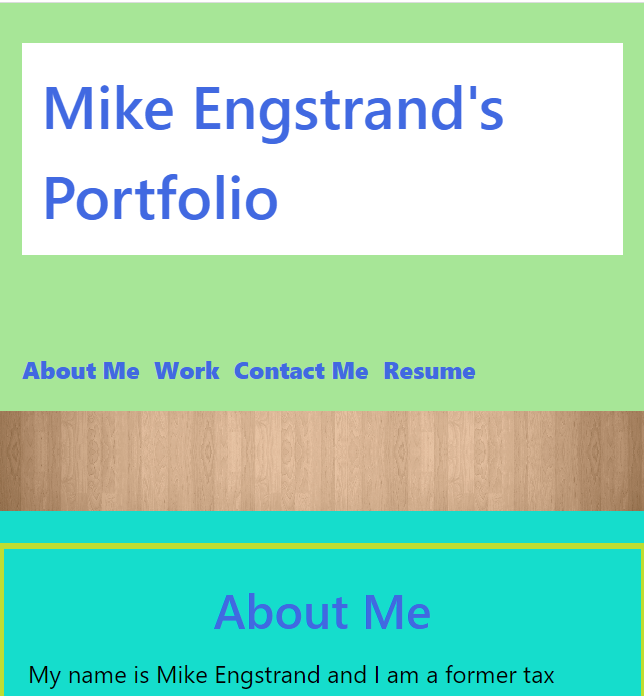 Mike Engstrand's
Portfolio
About Me Work Contact Me Resume
About Me
My name is Mike Engstrand and I am a former tax